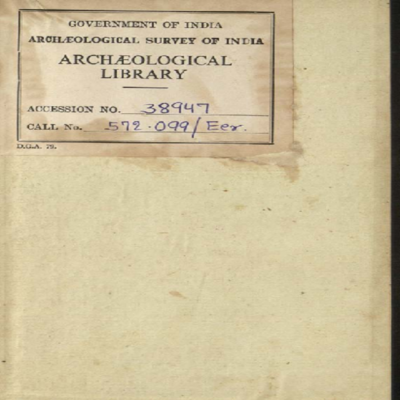 GOVERNMENT OF INDIA
ARCHÆOLOGICAL SURVEY OF INDIA
ARCHÆOLOGICAL
LIBRARY
ACCESSION NO. 38947
CALL No. 572.099/Eer.
D.G.A. 79.